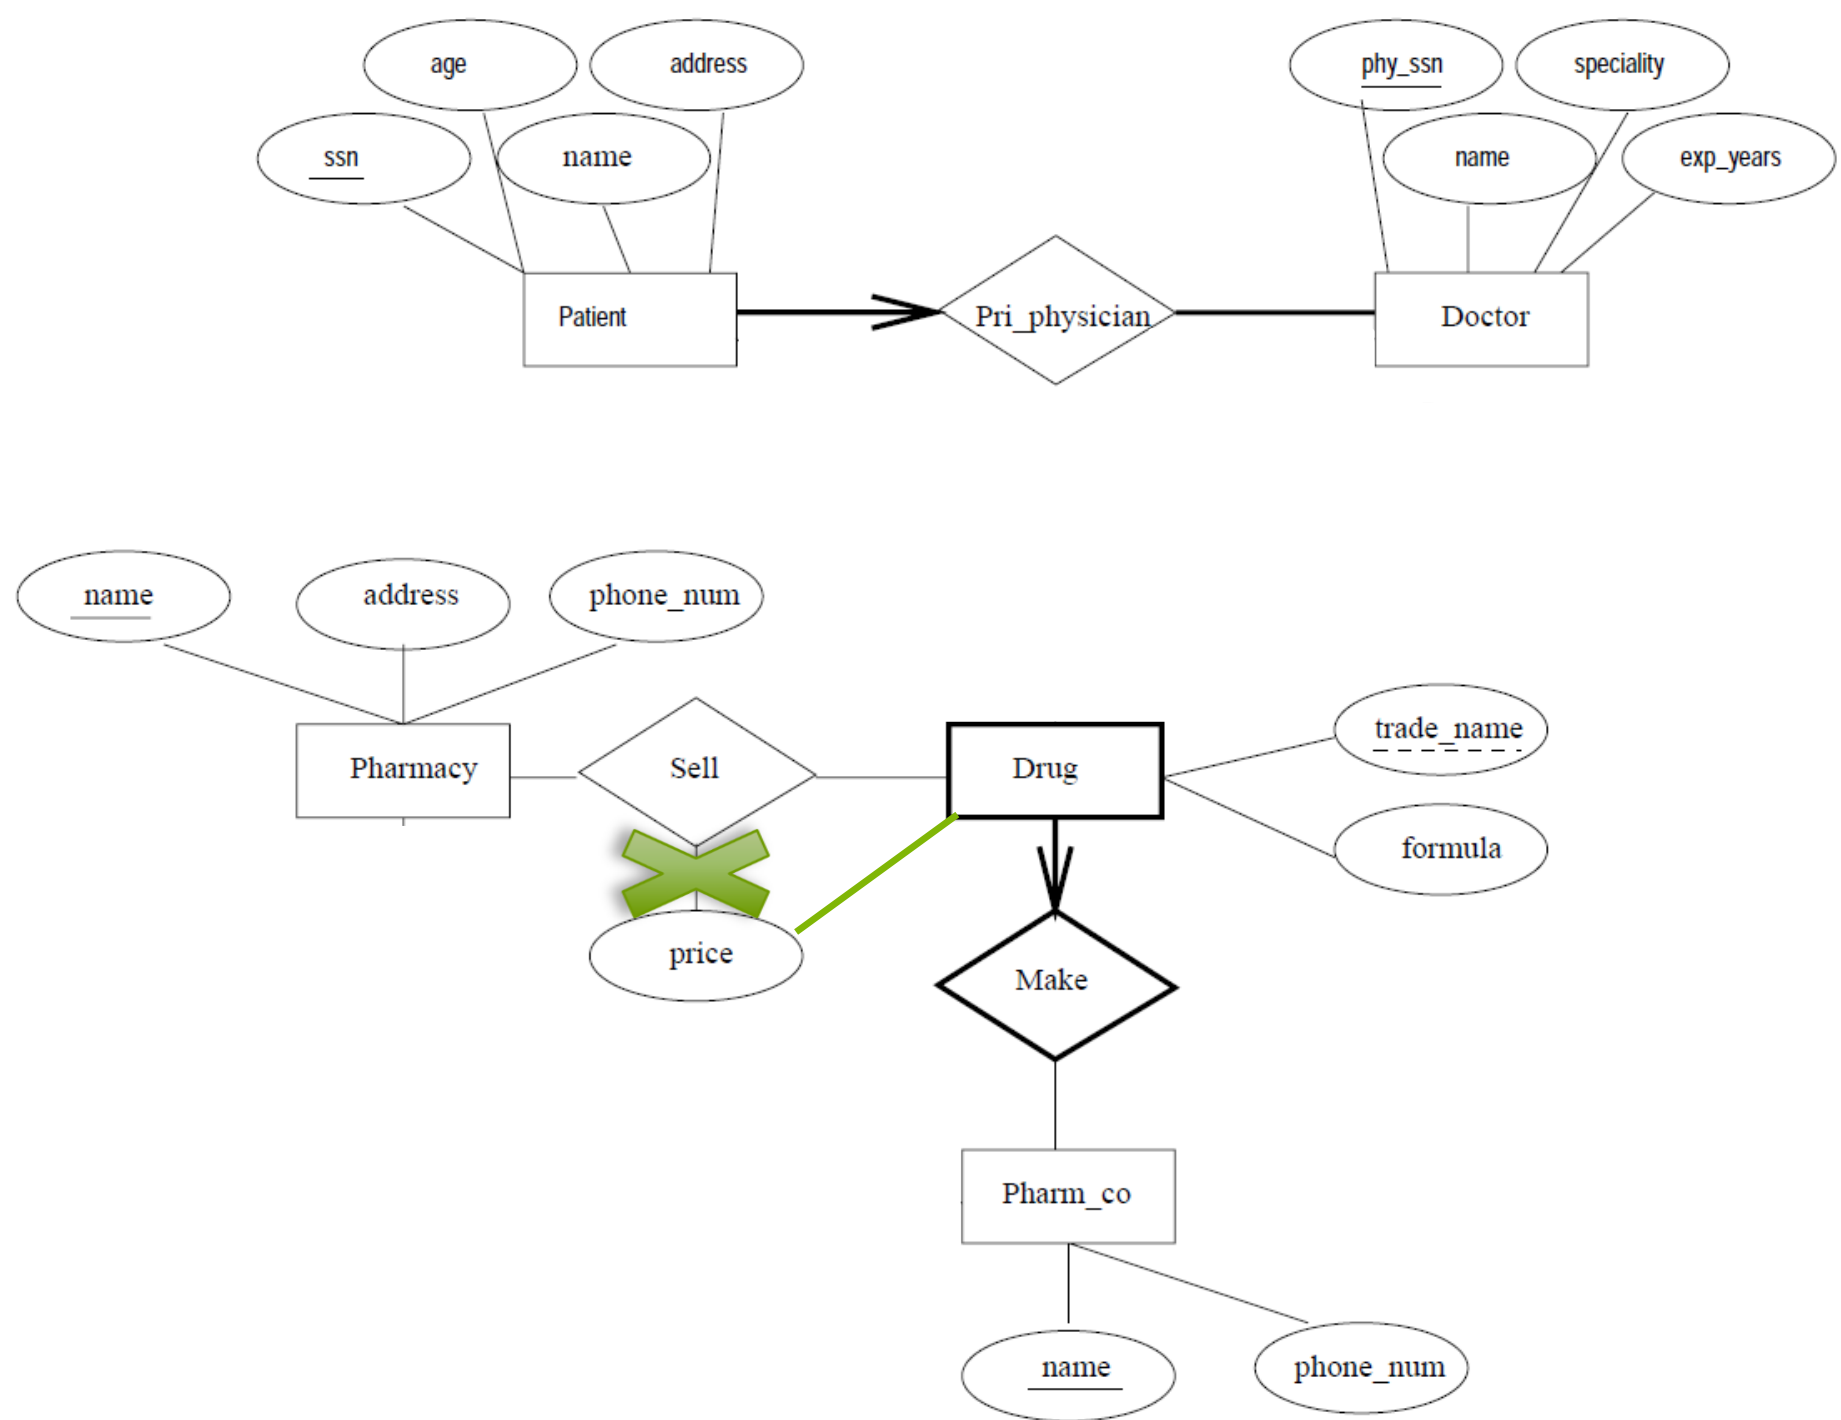 age
address
phy_ssn
speciality
ssn
name
name
exp_years
Patient
Pri_physician
Doctor
name
address
phone_num
trade_name
Pharmacy
Sell
Drug
formula
price
Make
Pharm_co
name
phone_num